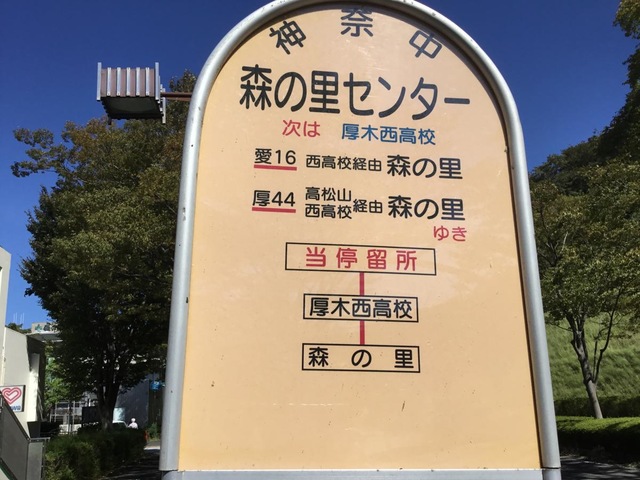 神奈中
森の里センター
次は 厚木西高校
愛16 西高校経由 森の里
厚44 高松山西高校経由 森の里
ゆき
当停留所
厚木西高校
森の里